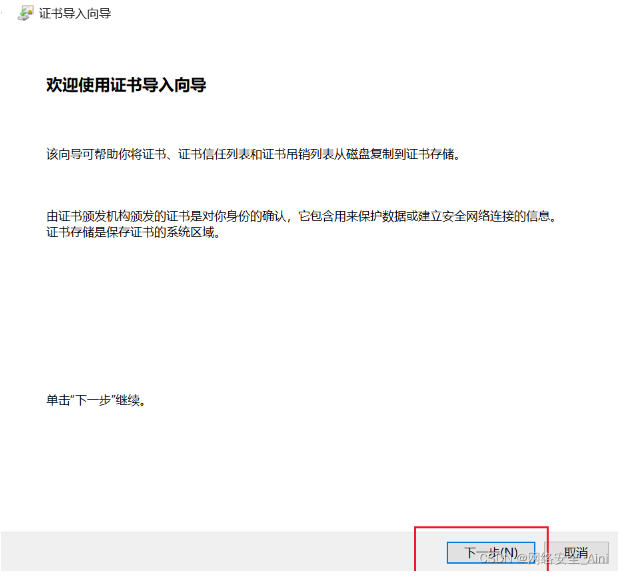 证书导入向导
欢迎使用证书导入向导
该向导可帮助你将证书、证书信任列表和证书吊销列表从磁盘复制到证书存储。
由证书颁发机构颁发的证书是对你身份的确认，它包含用来保护数据或建立安全网络连接的信息。
证书存储是保存证书的系统区域。
单击“下一步”继续。
下一步(N) 取消
CSDN @网络安全_Aini